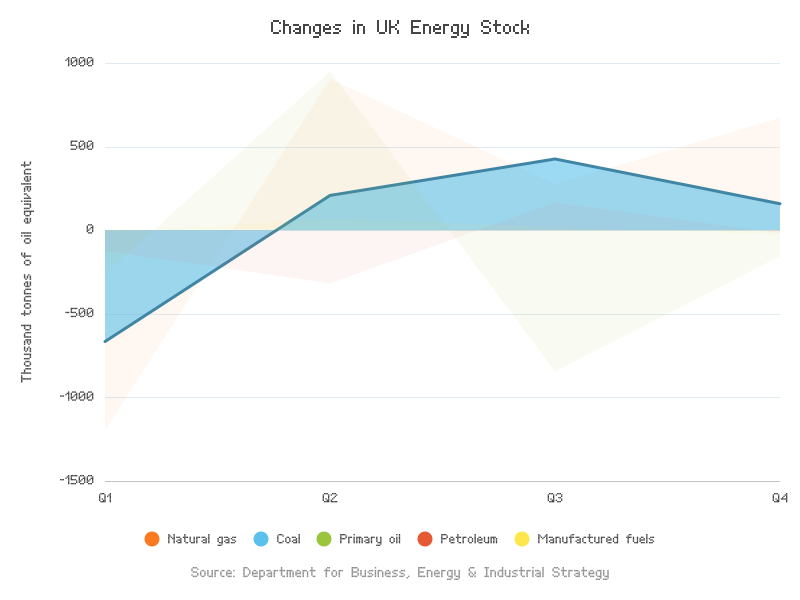 Changes in UK Energy Stock
Thousand tonnes of oil equivalent
1000
500
0
-500
-1000
-1500
Q1 Q2 Q3 Q4
Natural gas Coal Primary oil Petroleum Manufactured fuels
Source: Department for Business, Energy & Industrial Strategy